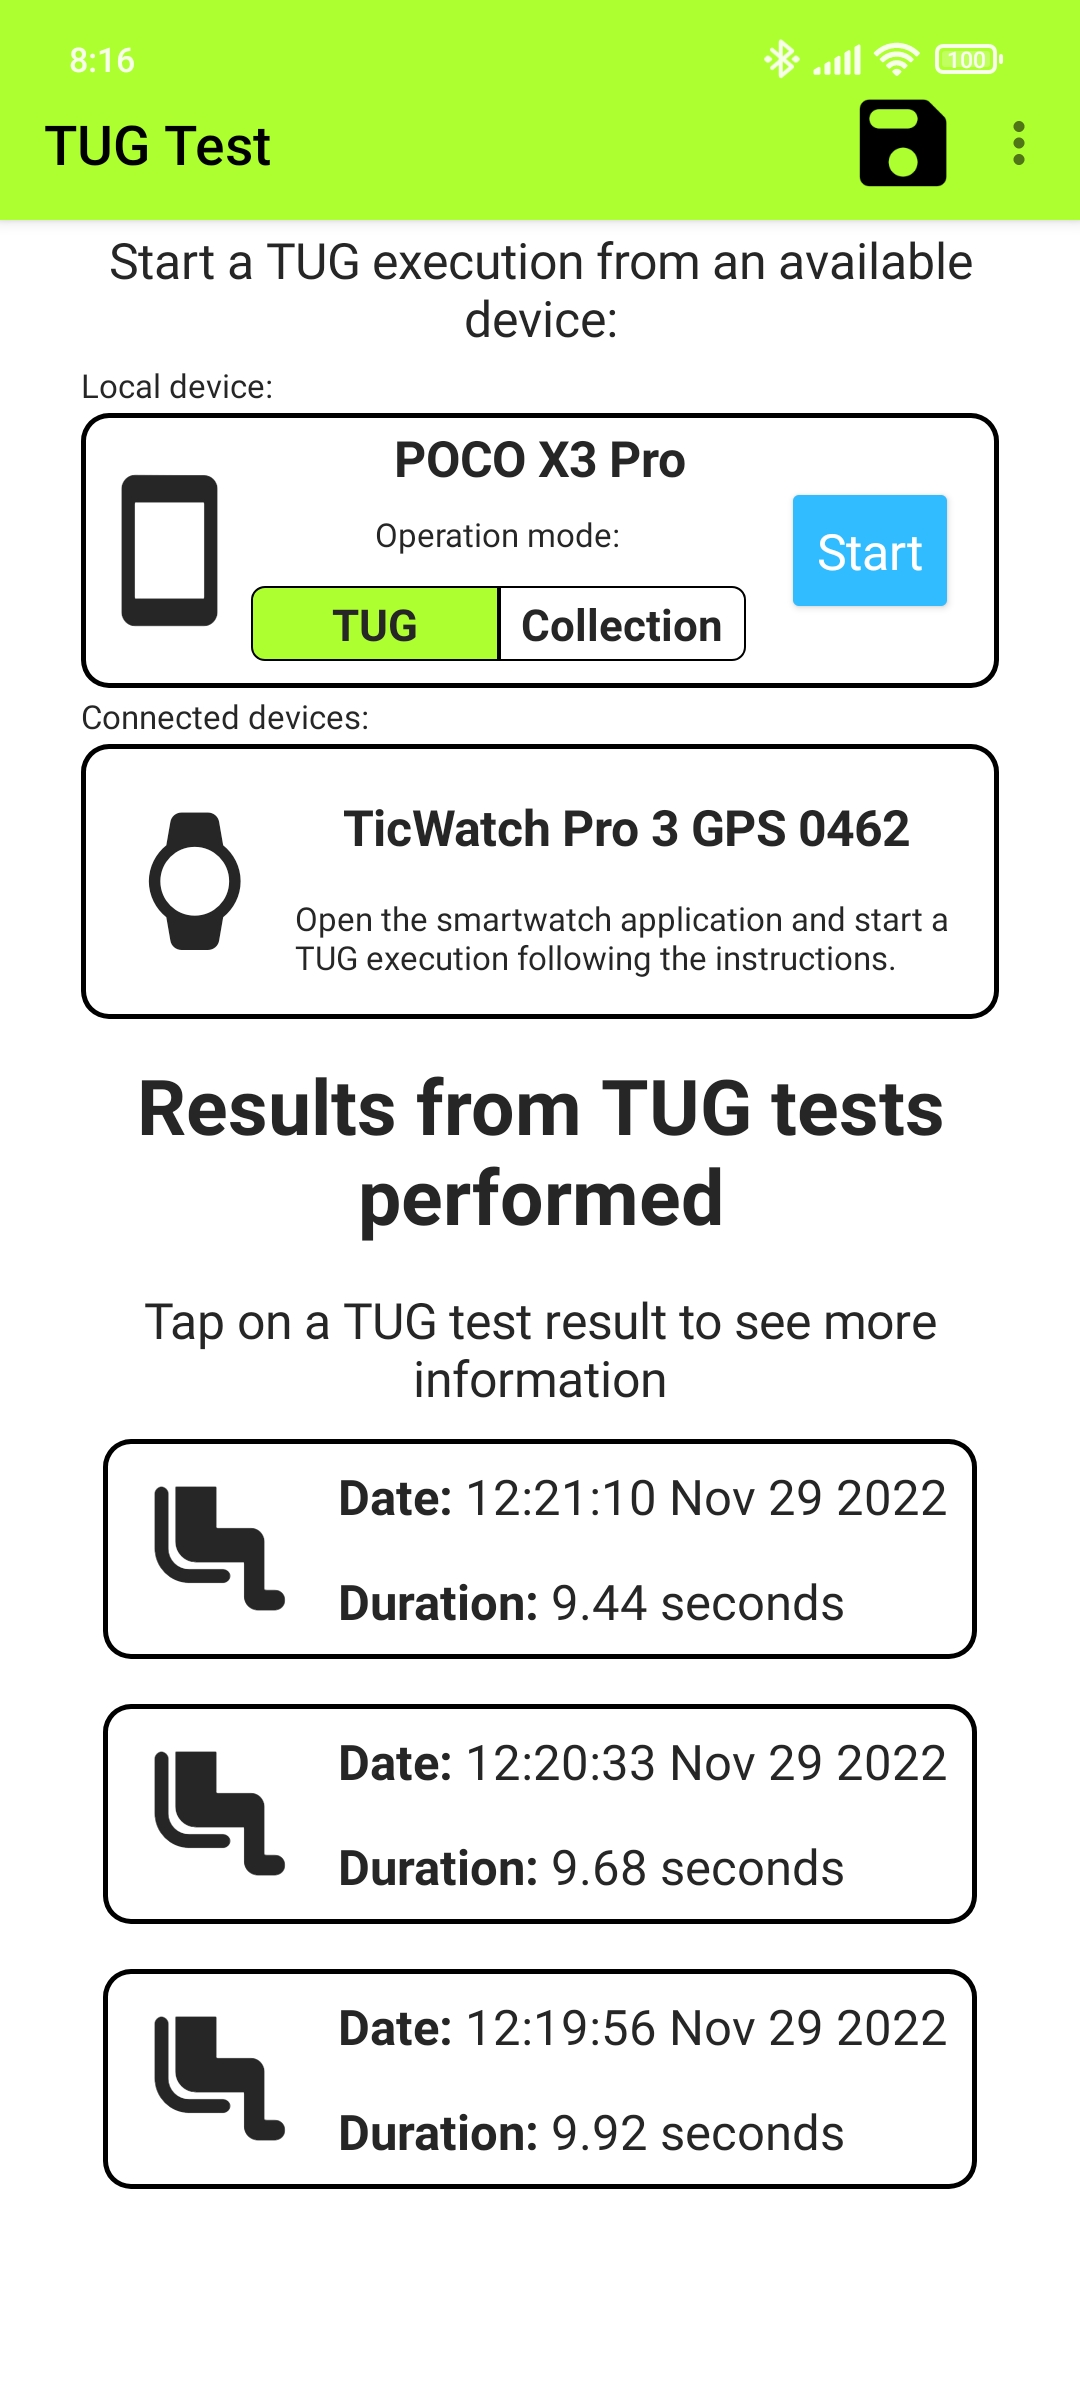 8:16
100
TUG Test
Start a TUG execution from an available
device:
Local device:
POCO X3 Pro
Operation mode:
TUG
Collection
Start
Connected devices:
TicWatch Pro 3 GPS 0462
Open the smartwatch application and start a
TUG execution following the instructions.
Results from TUG tests
performed
Tap on a TUG test result to see more
information
Date: 12:21:10 Nov 29 2022
Duration: 9.44 seconds
Date: 12:20:33 Nov 29 2022
Duration: 9.68 seconds
Date: 12:19:56 Nov 29 2022
Duration: 9.92 seconds